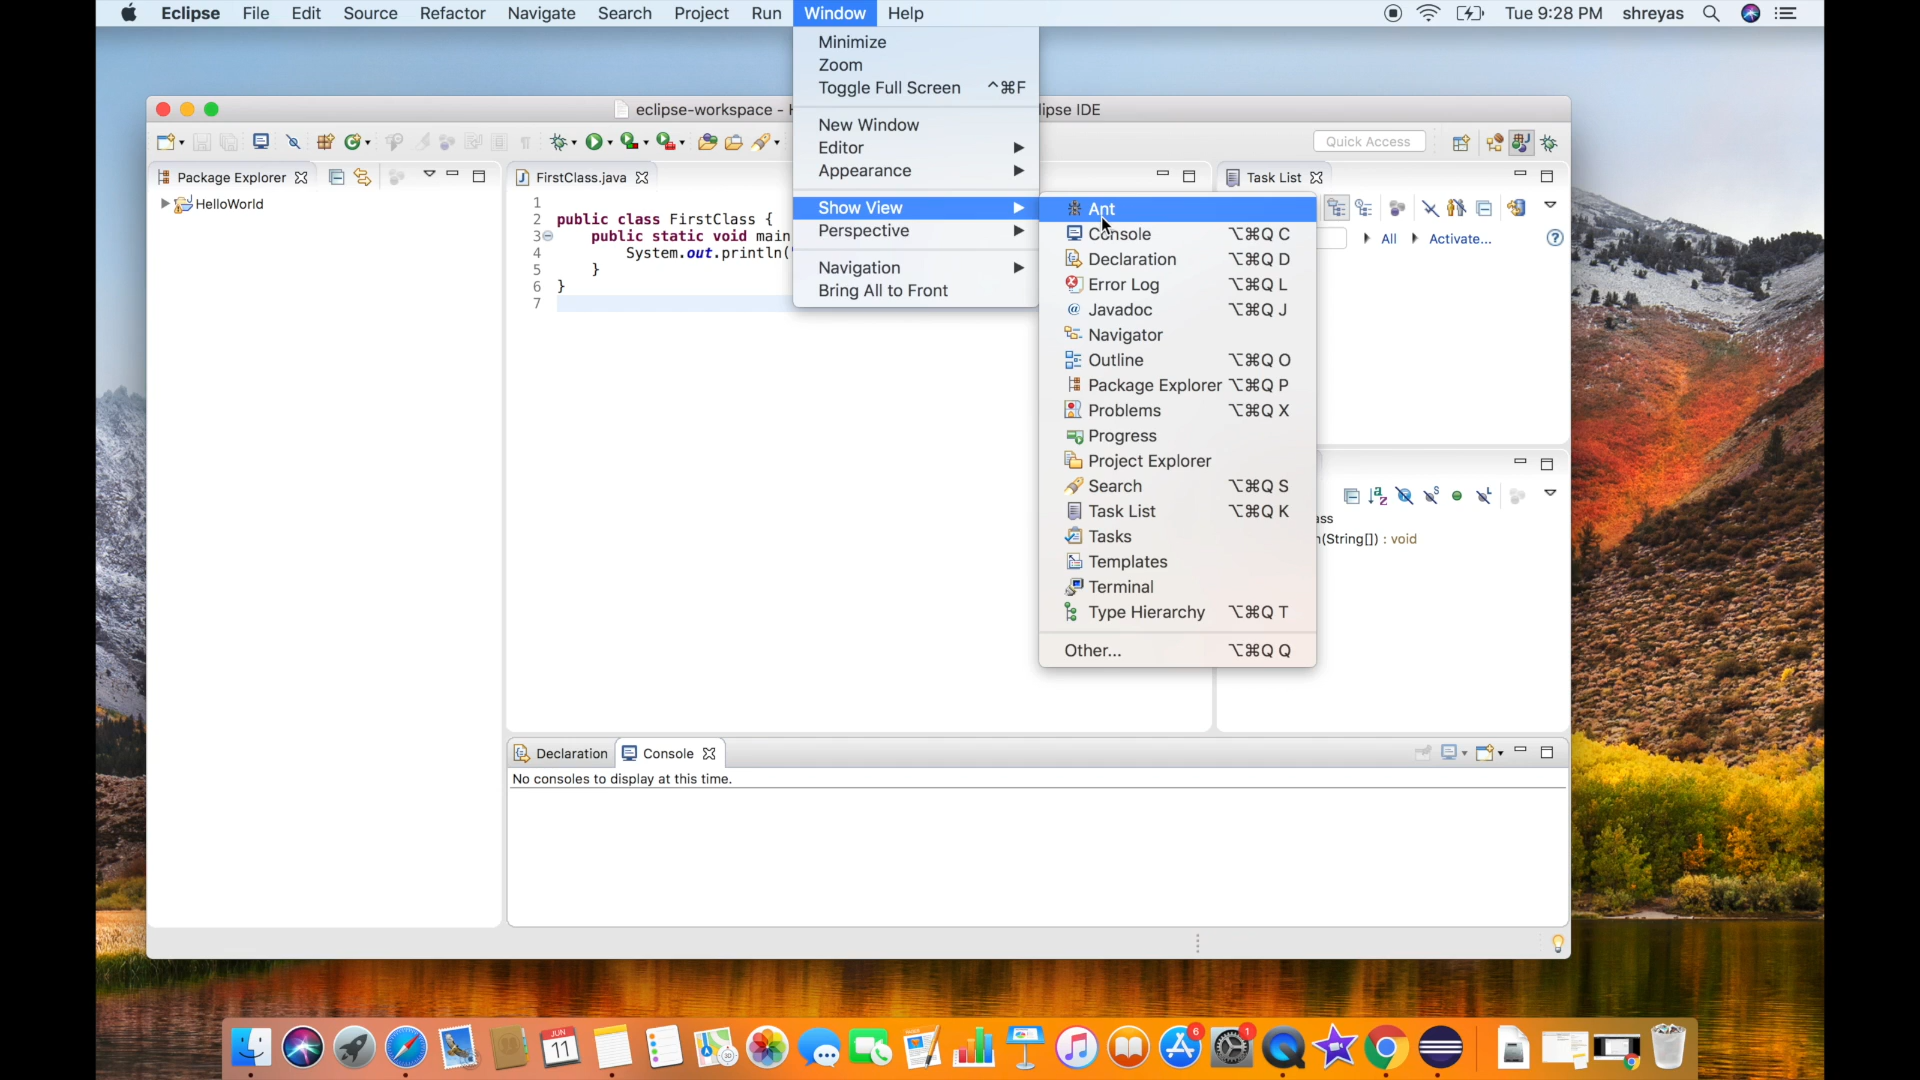 Eclipse File Edit Source Refactor Navigate Search Project Run Window Help Tue 9:28 PM shreyas
Minimize
Zoom
Toggle Full Screen ^⌘F
New Window
Editor
Appearance
Show View
Perspective
Navigation
Bring All to Front
eclipse-workspace -
lipse IDE
Quick Access
Package Explorer
HelloWorld
FirstClass.java
1
2 public class FirstClass {
3 public static void main
4 System.out.println(
5 }
6 }
7
Ant
Console ⌥⌘Q C
Declaration ⌥⌘Q D
Error Log ⌥⌘Q L
Javadoc ⌥⌘Q J
Navigator
Outline ⌥⌘Q O
Package Explorer ⌥⌘Q P
Problems ⌥⌘Q X
Progress
Project Explorer
Search ⌥⌘Q S
Task List ⌥⌘Q K
Tasks
Templates
Terminal
Type Hierarchy ⌥⌘Q T
Other... ⌥⌘Q Q
Task List
All Activate...
ass
(String[]) : void
Declaration Console
No consoles to display at this time.
JUN
11
6
1